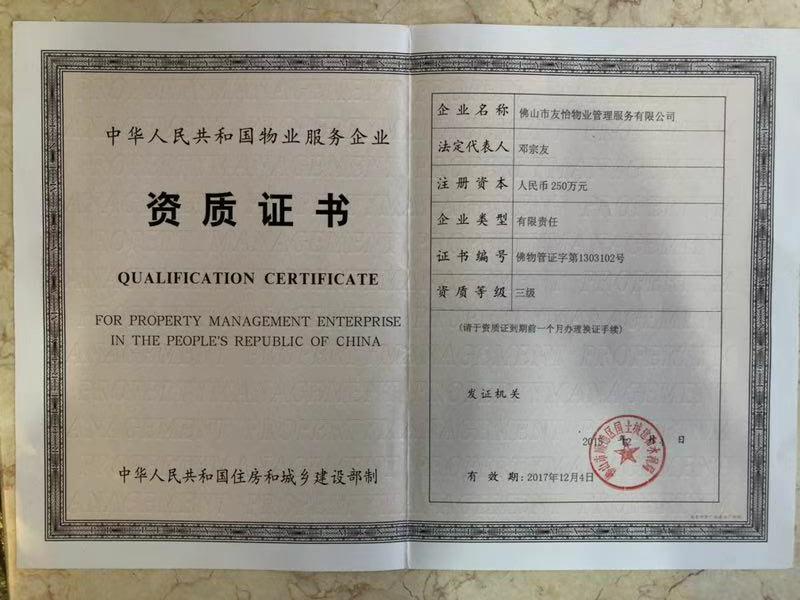 中华人民共和国物业服务企业
资质证书
QUALIFICATION CERTIFICATE
FOR PROPERTY MANAGEMENT ENTERPRISE
IN THE PEOPLE'S REPUBLIC OF CHINA
中华人民共和国住房和城乡建设部制
企业名称 佛山市友怡物业管理服务有限公司
法定代表人 邓宗友
注册资本 人民币250万元
企业类型 有限责任
证书编号 佛物管证字第1303102号
资质等级 三级
(请于资质证到期前一个月办理换证手续)
发证机关
2015 年 12 月 日
有效期:2017年12月4日